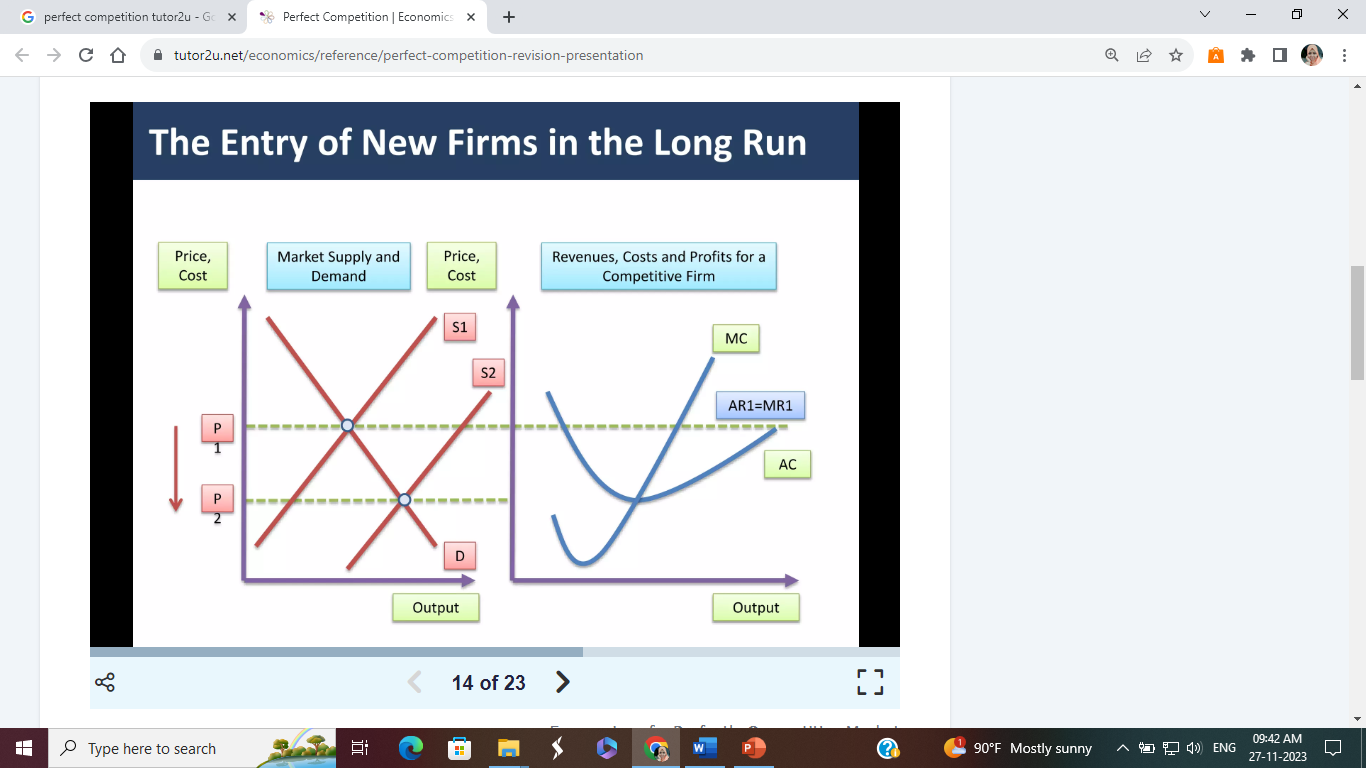 perfect competition tutor2u - Go
Perfect Competition | Economics
tutor2u.net/economics/reference/perfect-competition-revision-presentation
The Entry of New Firms in the Long Run
Price,
Cost
Market Supply and
Demand
Price,
Cost
Revenues, Costs and Profits for a
Competitive Firm
S1
MC
S2
AR1=MR1
P
1
AC
P
2
D
Output
Output
14 of 23
Type here to search
90°F Mostly sunny
ENG
09:42 AM
27-11-2023